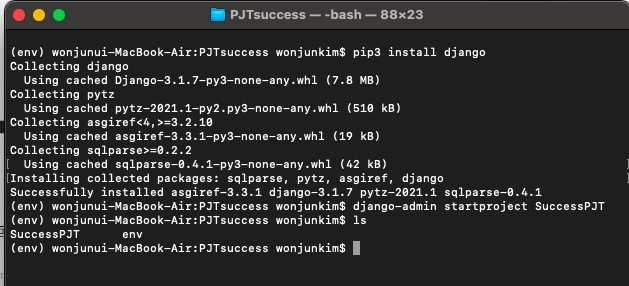 PJTsuccess — -bash — 88×23
(env) wonjunui-MacBook-Air:PJTsuccess wonjunkim$ pip3 install django
Collecting django
  Using cached Django-3.1.7-py3-none-any.whl (7.8 MB)
Collecting pytz
  Using cached pytz-2021.1-py2.py3-none-any.whl (510 kB)
Collecting asgiref<4,>=3.2.10
  Using cached asgiref-3.3.1-py3-none-any.whl (19 kB)
Collecting sqlparse>=0.2.2
[  Using cached sqlparse-0.4.1-py3-none-any.whl (42 kB) ]
[Installing collected packages: sqlparse, pytz, asgiref, django ]
Successfully installed asgiref-3.3.1 django-3.1.7 pytz-2021.1 sqlparse-0.4.1
(env) wonjunui-MacBook-Air:PJTsuccess wonjunkim$ django-admin startproject SuccessPJT
(env) wonjunui-MacBook-Air:PJTsuccess wonjunkim$ ls
SuccessPJT      env
(env) wonjunui-MacBook-Air:PJTsuccess wonjunkim$